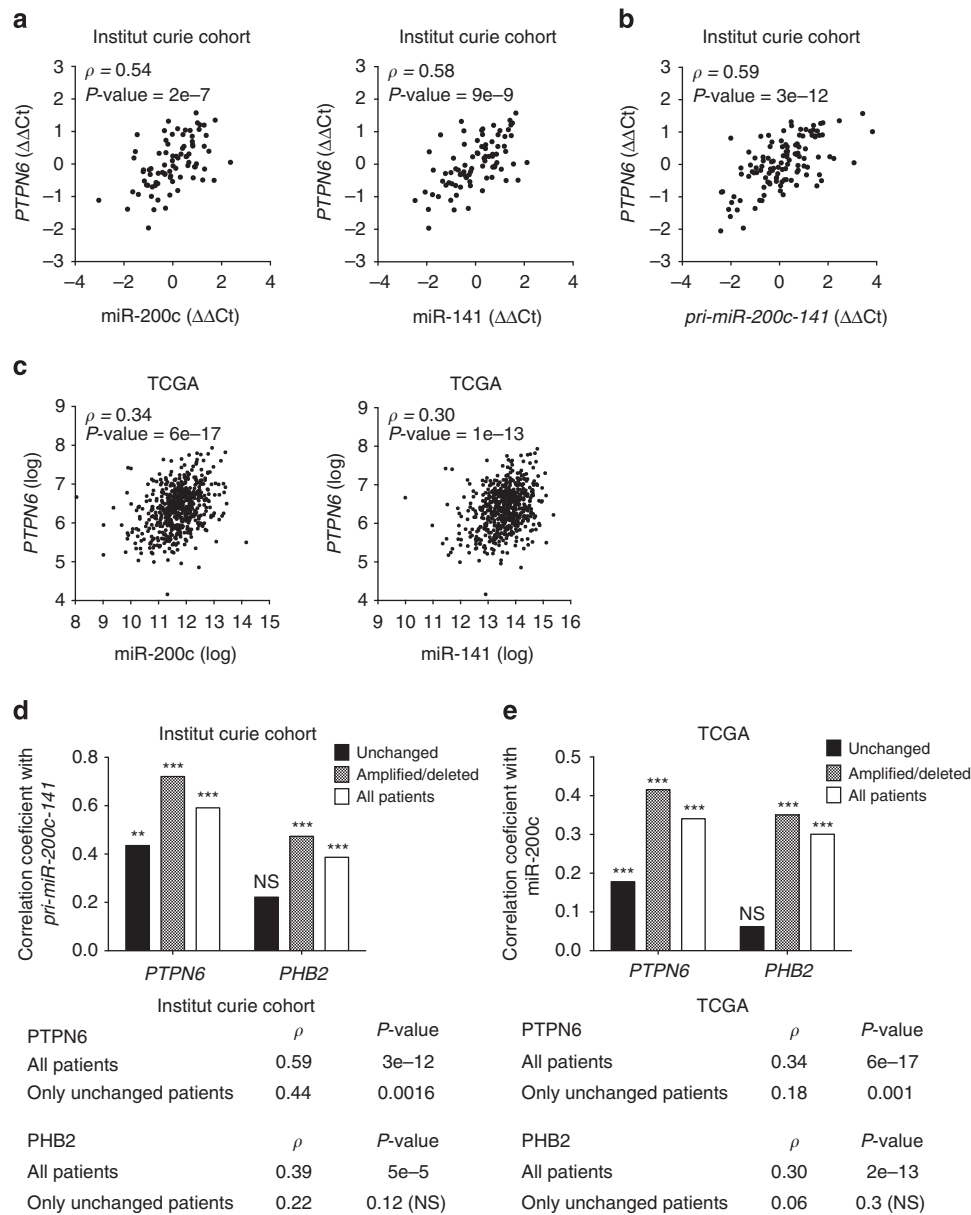 a
Institut curie cohort
ρ = 0.54
P-value = 2e–7
3
2
1
0
–1
–2
–3
PTPN6 (ΔΔCt)
–4
–2
0
2
4
miR-200c (ΔΔCt)
Institut curie cohort
ρ = 0.58
P-value = 9e–9
3
2
1
0
–1
–2
–3
PTPN6 (ΔΔCt)
–4
–2
0
2
4
miR-141 (ΔΔCt)
b
Institut curie cohort
ρ = 0.59
P-value = 3e–12
3
2
1
0
–1
–2
–3
PTPN6 (ΔΔCt)
–4
–2
0
2
4
pri-miR-200c-141 (ΔΔCt)
c
TCGA
ρ = 0.34
P-value = 6e–17
9
8
7
6
5
4
PTPN6 (log)
8 9 10 11 12 13 14 15
miR-200c (log)
TCGA
ρ = 0.30
P-value = 1e–13
9
8
7
6
5
4
PTPN6 (log)
9 10 11 12 13 14 15 16
miR-141 (log)
d
Institut curie cohort
Unchanged
Amplified/deleted
All patients
0.8
0.6
0.4
0.2
0.0
Correlation coeficient with
pri-miR-200c-141
**
***
***
NS
***
***
PTPN6
PHB2
Institut curie cohort
PTPN6 ρ P-value
All patients 0.59 3e–12
Only unchanged patients 0.44 0.0016
PHB2 ρ P-value
All patients 0.39 5e–5
Only unchanged patients 0.22 0.12 (NS)
e
TCGA
Unchanged
Amplified/deleted
All patients
0.5
0.4
0.3
0.2
0.1
0.0
Correlation coeficient with
miR-200c
***
***
***
NS
***
***
PTPN6
PHB2
TCGA
PTPN6 ρ P-value
All patients 0.34 6e–17
Only unchanged patients 0.18 0.001
PHB2 ρ P-value
All patients 0.30 2e–13
Only unchanged patients 0.06 0.3 (NS)